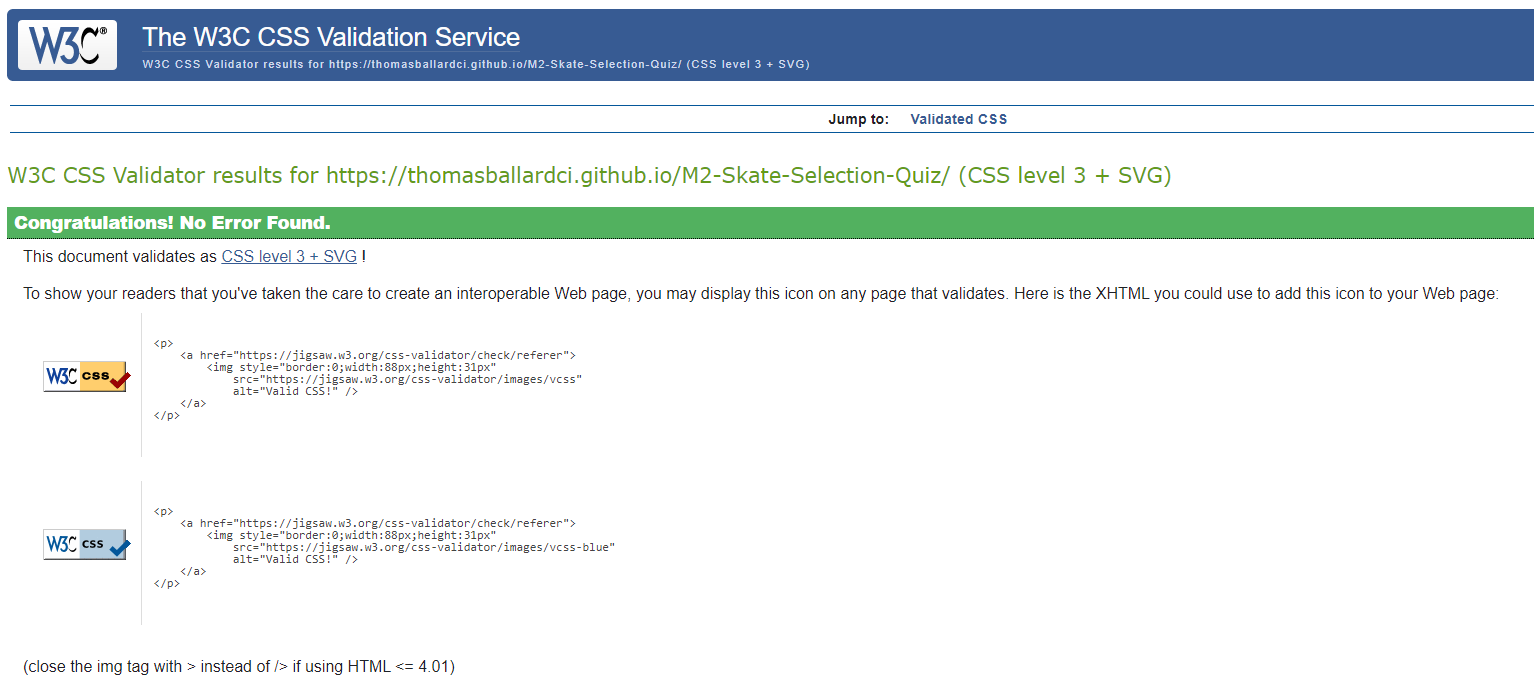 W3C®
The W3C CSS Validation Service
W3C CSS Validator results for https://thomasballardci.github.io/M2-Skate-Selection-Quiz/ (CSS level 3 + SVG)
Jump to: Validated CSS
W3C CSS Validator results for https://thomasballardci.github.io/M2-Skate-Selection-Quiz/ (CSS level 3 + SVG)
Congratulations! No Error Found.
This document validates as CSS level 3 + SVG !
To show your readers that you've taken the care to create an interoperable Web page, you may display this icon on any page that validates. Here is the XHTML you could use to add this icon to your Web page:
W3C css
<p>
    <a href="https://jigsaw.w3.org/css-validator/check/referer">
        <img style="border:0;width:88px;height:31px"
            src="https://jigsaw.w3.org/css-validator/images/vcss"
            alt="Valid CSS!" />
    </a>
</p>
W3C css
<p>
    <a href="https://jigsaw.w3.org/css-validator/check/referer">
        <img style="border:0;width:88px;height:31px"
            src="https://jigsaw.w3.org/css-validator/images/vcss-blue"
            alt="Valid CSS!" />
    </a>
</p>
(close the img tag with > instead of /> if using HTML <= 4.01)